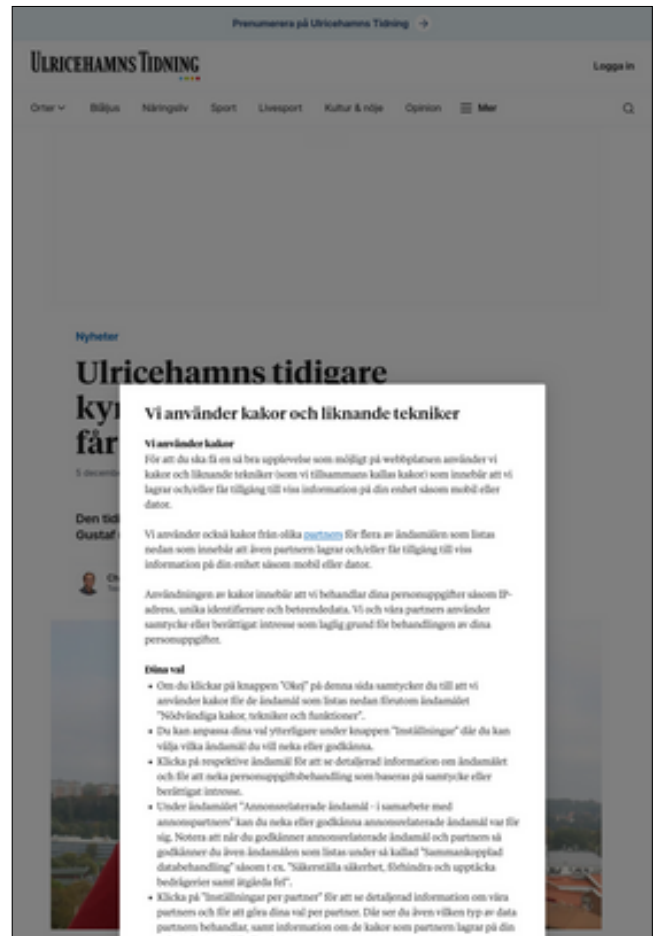 Prenumerera på Ulricehamns Tidning
ULRICEHAMNS TIDNING
Logga in
Orter Blåljus Näringsliv Sport Livesport Kultur & nöje Opinion Mer
Nyheter
Ulricehamns tidigare
får
5 decemb
Den tid
Gustaf
Vi använder kakor och liknande tekniker
Vi använder kakor
För att du ska få en så bra upplevelse som möjligt på webbplatsen använder vi
kakor och liknande tekniker (som vi tillsammans kallas kakor) som innebär att vi
lagrar och/eller får tillgång till viss information på din enhet såsom mobil eller
dator.
Vi använder också kakor från olika partners för flera av ändamålen som listas
nedan som innebär att även partnern lagrar och/eller får tillgång till viss
information på din enhet såsom mobil eller dator.
Användningen av kakor innebär att vi behandlar dina personuppgifter såsom IP-
adress, unika identifierare och beteendedata. Vi och våra partners använder
samtycke eller berättigat intresse som laglig grund för behandlingen av dina
personuppgifter.
Dina val
• Om du klickar på knappen "Okej" på denna sida samtycker du till att vi
använder kakor för de ändamål som listas nedan förutom ändamålet
"Nödvändiga kakor, tekniker och funktioner".
• Du kan anpassa dina val ytterligare under knappen "Inställningar" där du kan
välja vilka ändamål du vill neka eller godkänna.
• Klicka på respektive ändamål för att se detaljerad information om ändamålet
och för att neka personuppgiftsbehandling som baseras på samtycke eller
berättigat intresse.
• Under ändamålet "Annonsrelaterade ändamål - i samarbete med
annonspartners" kan du neka eller godkänna annonsrelaterade ändamål var för
sig. Notera att när du godkänner annonsrelaterade ändamål och partners så
godkänner du även ändamålen som listas under så kallad "Sammankopplad
databehandling" såsom t ex. "Säkerställa säkerhet, förhindra och upptäcka
bedrägerier samt åtgärda fel".
• Klicka på "Inställningar per partner" för att se detaljerad information om våra
partners och för att göra dina val per partner. Där ser du även vilken typ av data
partnern behandlar, samt information om de kakor som partnern lagrar på din